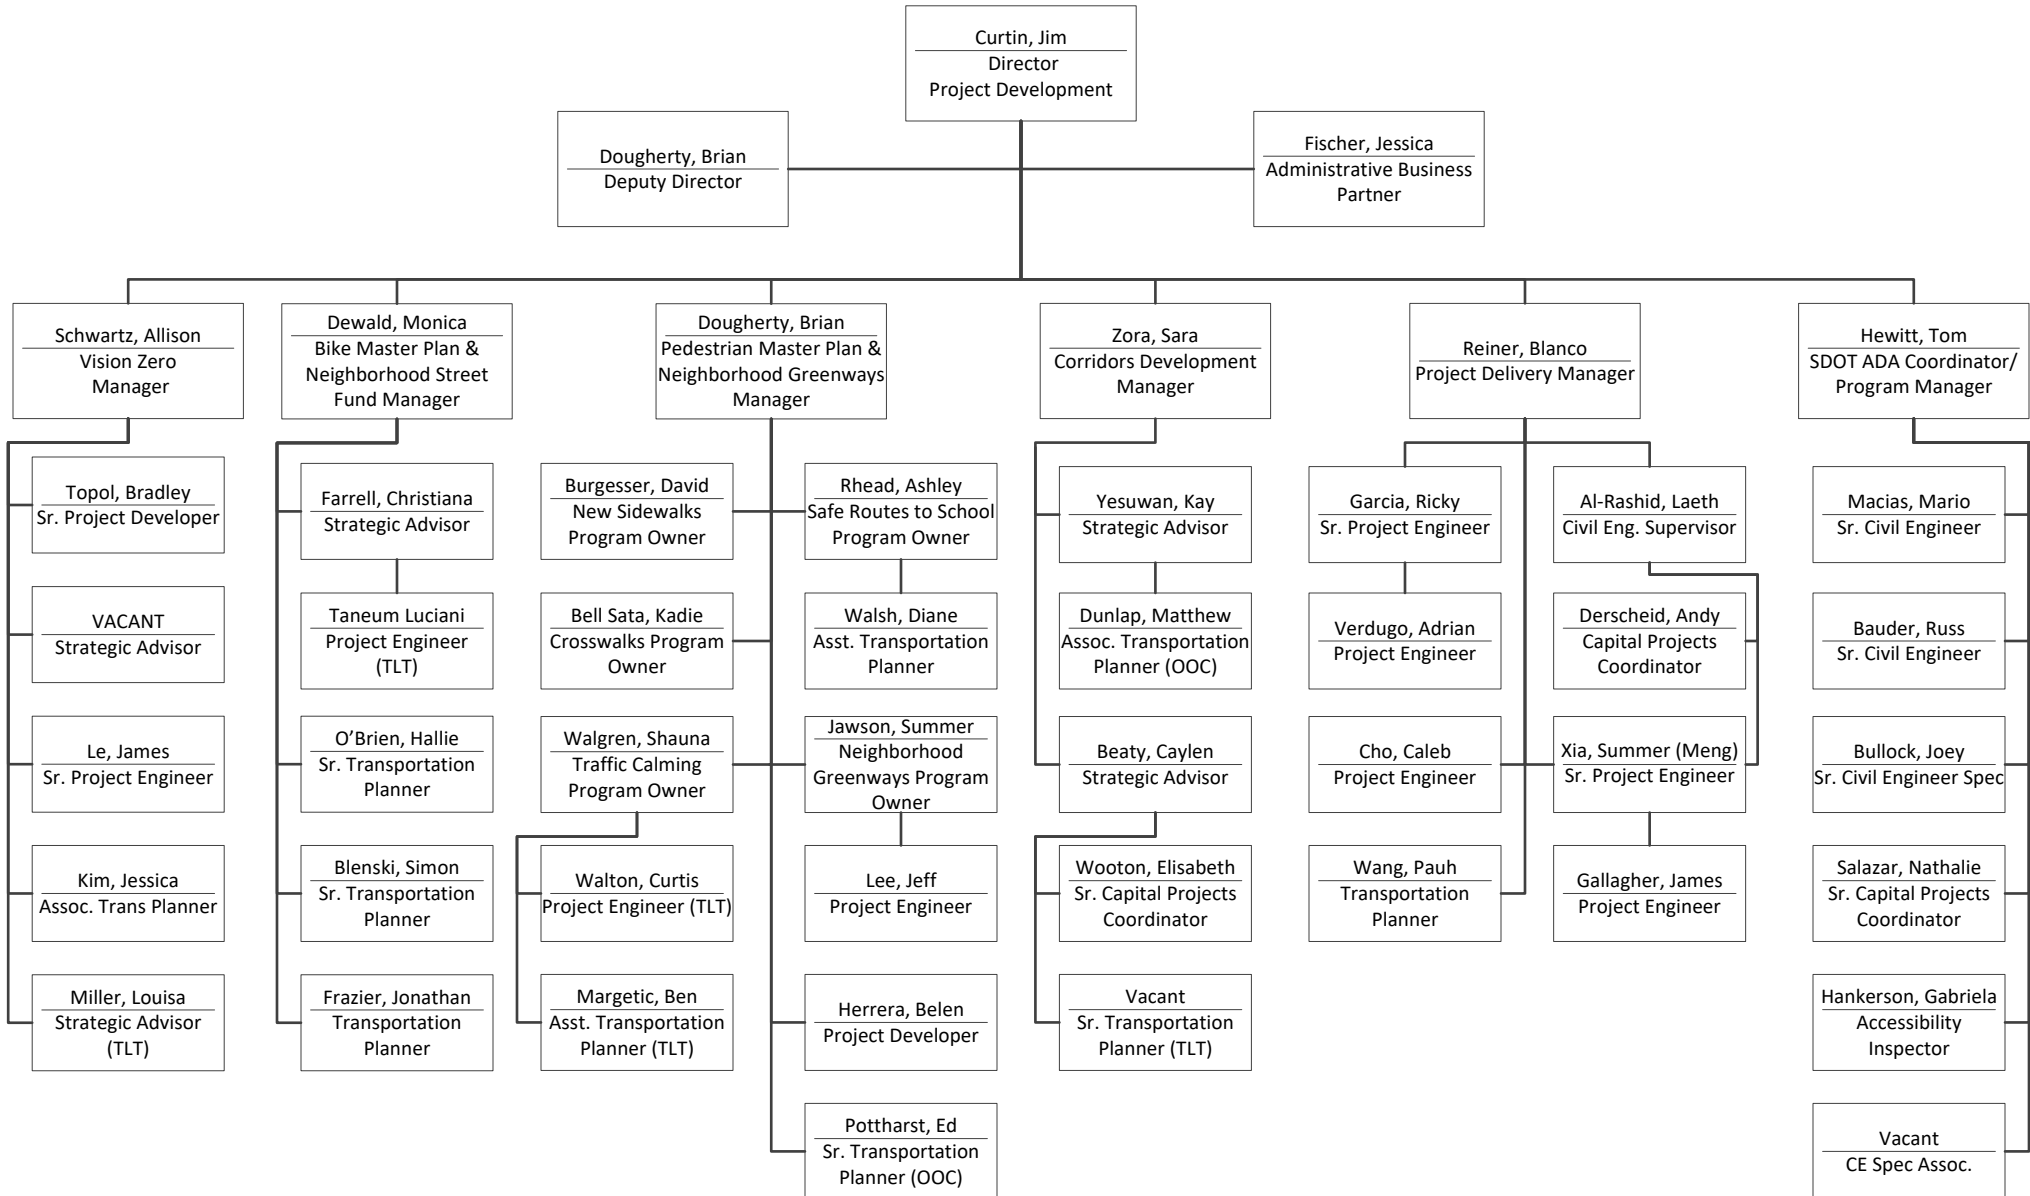 Curtin, Jim
Director
Project Development
Dougherty, Brian
Deputy Director
Fischer, Jessica
Administrative Business
Partner
Schwartz, Allison
Vision Zero
Manager
Dewald, Monica
Bike Master Plan &
Neighborhood Street
Fund Manager
Dougherty, Brian
Pedestrian Master Plan &
Neighborhood Greenways
Manager
Zora, Sara
Corridors Development
Manager
Reiner, Blanco
Project Delivery Manager
Hewitt, Tom
SDOT ADA Coordinator/
Program Manager
Topol, Bradley
Sr. Project Developer
Farrell, Christiana
Strategic Advisor
Burgesser, David
New Sidewalks
Program Owner
Rhead, Ashley
Safe Routes to School
Program Owner
Yesuwan, Kay
Strategic Advisor
Garcia, Ricky
Sr. Project Engineer
Al-Rashid, Laeth
Civil Eng. Supervisor
Macias, Mario
Sr. Civil Engineer
VACANT
Strategic Advisor
Taneum Luciani
Project Engineer
(TLT)
Bell Sata, Kadie
Crosswalks Program
Owner
Walsh, Diane
Asst. Transportation
Planner
Dunlap, Matthew
Assoc. Transportation
Planner (OOC)
Verdugo, Adrian
Project Engineer
Derscheid, Andy
Capital Projects
Coordinator
Bauder, Russ
Sr. Civil Engineer
Le, James
Sr. Project Engineer
O’Brien, Hallie
Sr. Transportation
Planner
Walgren, Shauna
Traffic Calming
Program Owner
Jawson, Summer
Neighborhood
Greenways Program
Owner
Beaty, Caylen
Strategic Advisor
Cho, Caleb
Project Engineer
Xia, Summer (Meng)
Sr. Project Engineer
Bullock, Joey
Sr. Civil Engineer Spec
Kim, Jessica
Assoc. Trans Planner
Blenski, Simon
Sr. Transportation
Planner
Walton, Curtis
Project Engineer (TLT)
Lee, Jeff
Project Engineer
Wooton, Elisabeth
Sr. Capital Projects
Coordinator
Wang, Pauh
Transportation
Planner
Gallagher, James
Project Engineer
Salazar, Nathalie
Sr. Capital Projects
Coordinator
Miller, Louisa
Strategic Advisor
(TLT)
Frazier, Jonathan
Transportation
Planner
Margetic, Ben
Asst. Transportation
Planner (TLT)
Herrera, Belen
Project Developer
Vacant
Sr. Transportation
Planner (TLT)
Hankerson, Gabriela
Accessibility
Inspector
Pottharst, Ed
Sr. Transportation
Planner (OOC)
Vacant
CE Spec Assoc.